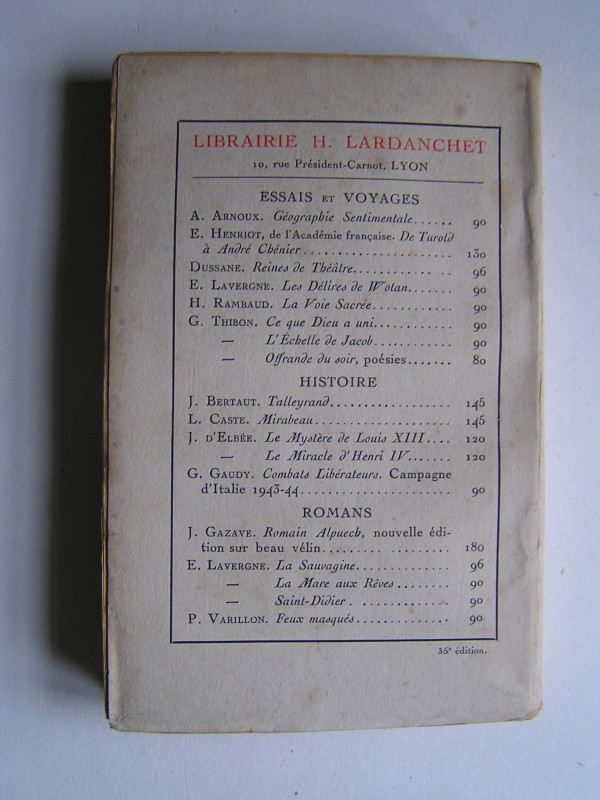 LIBRAIRIE H. LARDANCHET
10, rue Président-Carnot, LYON
ESSAIS ET VOYAGES
A. ARNOUX. Géographie Sentimentale...... 90
E. HENRIOT, de l'Académie française. De Turold
à André Chénier...................... 130
DUSSANE. Reines de Théâtre........... .. 96
E. LAVERGNE. Les Délires de Wotan....... 90
H. RAMBAUD. La Voie Sacrée............ 90
G. THIBON. Ce que Dieu a uni............ 90
— L'Échelle de Jacob........... 90
— Offrande du soir, poésies....... 80
HISTOIRE
J. BERTAUT. Talleyrand.................. 145
L. CASTE. Mirabeau.................... 145
J. D'ELBÉE. Le Mystère de Louis XIII.... 120
— Le Miracle d'Henri IV....... 120
G. GAUDY. Combats Libérateurs. Campagne
d'Italie 1943-44...................... 90
ROMANS
J. GAZAVE. Romain Alpuech, nouvelle édi-
tion sur beau vélin................... 180
E. LAVERGNE. La Sauvagine.............. 96
— La Mare aux Rêves........ 90
— Saint-Didier . ............. 90
P. VARILLON. Feux masqués.............. 90
35e édition.